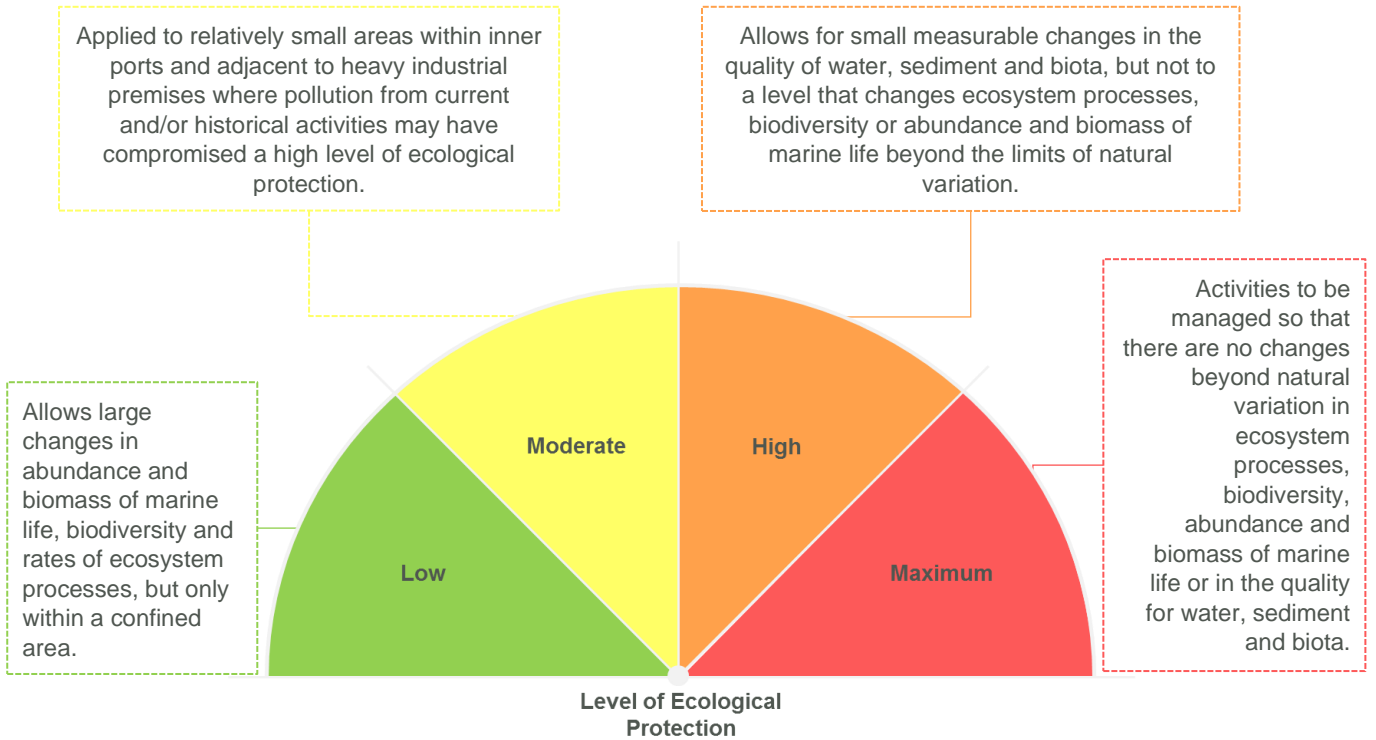 Applied to relatively small areas within inner
ports and adjacent to heavy industrial
premises where pollution from current
and/or historical activities may have
compromised a high level of ecological
protection.
Allows for small measurable changes in the
quality of water, sediment and biota, but not to
a level that changes ecosystem processes,
biodiversity or abundance and biomass of
marine life beyond the limits of natural
variation.
Activities to be
managed so that
there are no changes
beyond natural
variation in
ecosystem
processes,
biodiversity,
abundance and
biomass of marine
life or in the quality
for water, sediment
and biota.
Allows large
changes in
abundance and
biomass of marine
life, biodiversity and
rates of ecosystem
processes, but only
within a confined
area.
Low
Moderate
High
Maximum
Level of Ecological
Protection